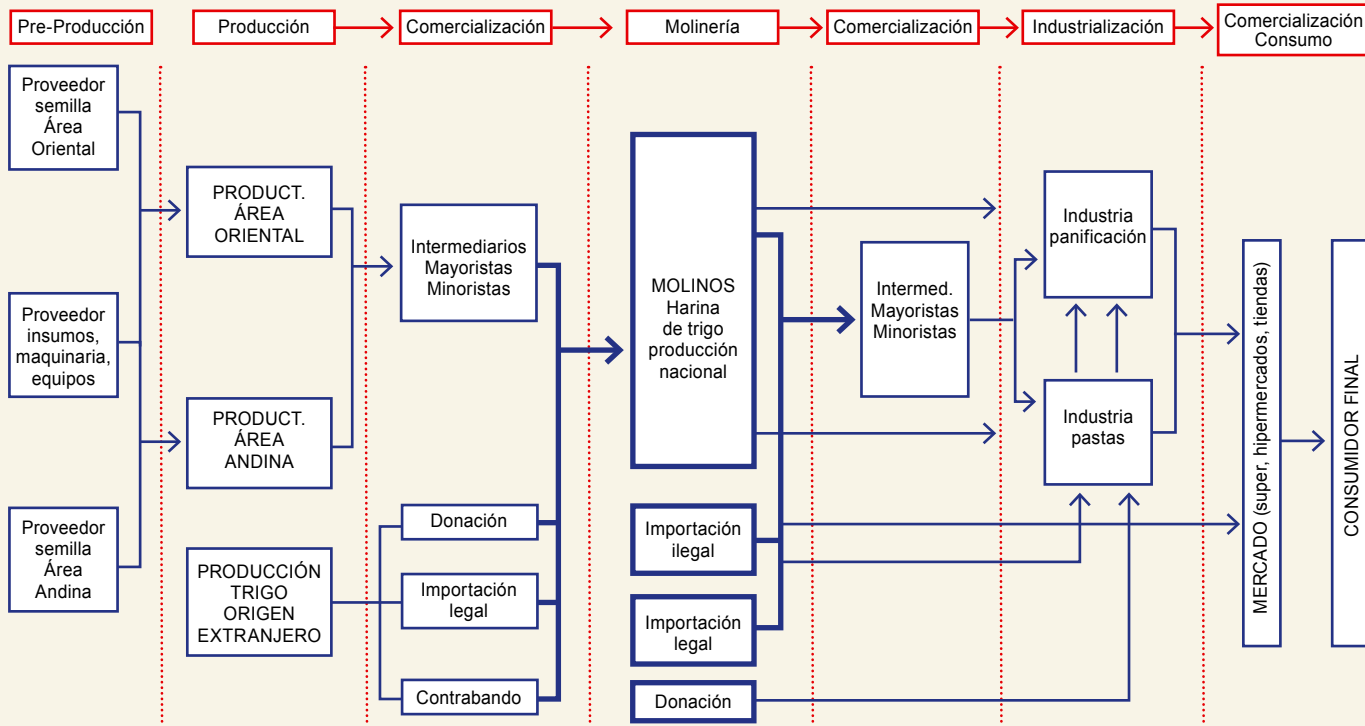 Pre-Producción
Producción
Comercialización
Molinería
Comercialización
Industrialización
Comercialización
Consumo
Proveedor
semilla
Área
Oriental
Proveedor
insumos,
maquinaria,
equipos
Proveedor
semilla
Área
Andina
PRODUCT.
ÁREA
ORIENTAL
PRODUCT.
ÁREA
ANDINA
PRODUCCIÓN
TRIGO
ORIGEN
EXTRANJERO
Intermediarios
Mayoristas
Minoristas
Donación
Importación
legal
Contrabando
MOLINOS
Harina
de trigo
producción
nacional
Importación
ilegal
Importación
legal
Donación
Intermed.
Mayoristas
Minoristas
Industria
panificación
Industria
pastas
MERCADO (super, hipermercados, tiendas)
CONSUMIDOR FINAL